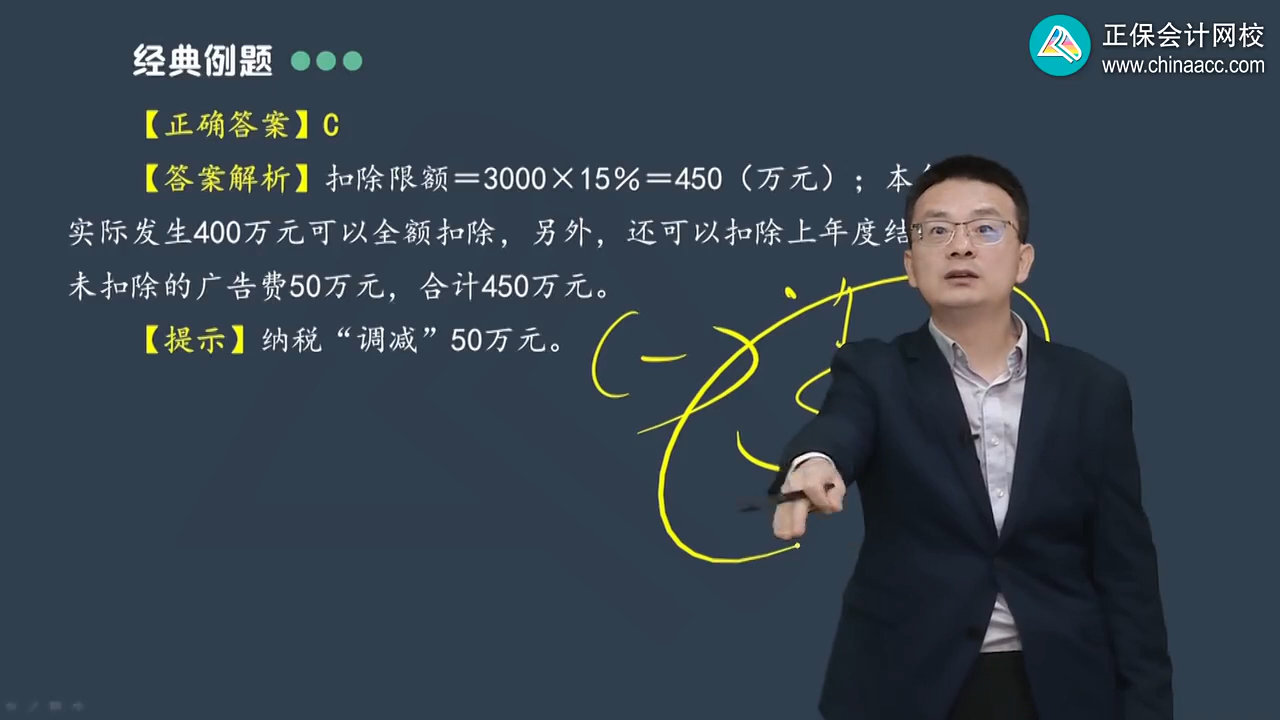 正保会计网校
www.chinaacc.com
经典例题
【正确答案】C
【答案解析】扣除限额＝3000×15％＝450（万元）；本
实际发生400万元可以全额扣除，另外，还可以扣除上年度结
未扣除的广告费50万元，合计450万元。
【提示】纳税“调减”50万元。
(-)